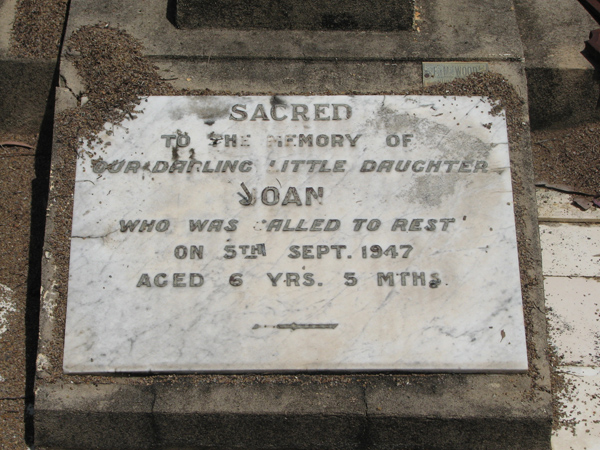 SACRED
TO THE MEMORY OF
OUR DARLING LITTLE DAUGHTER
JOAN
WHO WAS CALLED TO REST
ON 5TH SEPT. 1947
AGED 6 YRS. 5 MTHS.